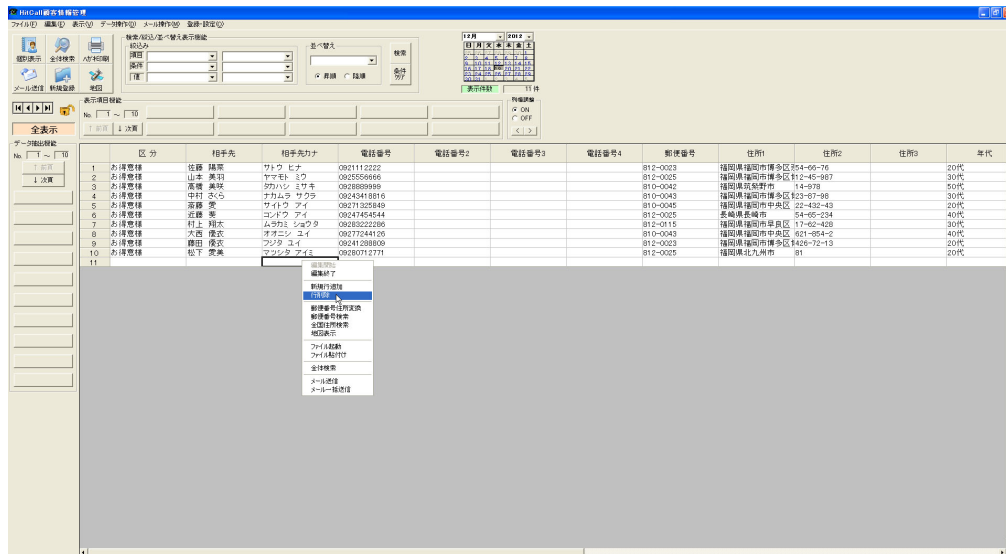 HitCall顧客情報管理
ファイル(F) 編集(E) 表示(V) データ操作(D) メール操作(M) 登録・設定(O)
個別表示 全体検索 ハガキ印刷
メール送信 新規登録 地図
検索/絞込/並べ替え表示機能
絞込み
項目
条件
値
並べ替え
昇順 降順
検索
条件クリア
12月 2012
日 月 火 水 木 金 土
表示件数 11 件
全表示
表示項目機能
No. 1 ～ 10
↑ 前頁 ↓ 次頁
列幅調整
ON
OFF
< >
データ抽出機能
No. 1 ～ 10
↑ 前頁
↓ 次頁
区 分 相手先 相手先カナ 電話番号 電話番号2 電話番号3 電話番号4 郵便番号 住所1 住所2 住所3 年代
1 お得意様 佐藤 陽菜 サトウ ヒナ 0921112222 812-0023 福岡県福岡市博多区 54-66-76 20代
2 お得意様 山本 美羽 ヤマモト ミウ 0925556666 812-0025 福岡県福岡市博多区 112-45-987 30代
3 お得意様 高橋 美咲 タカハシ ミサキ 0928889999 810-0042 福岡県筑紫野市 14-978 50代
4 お得意様 中村 さくら ナカムラ サクラ 09243418816 810-0043 福岡県福岡市博多区 123-87-98 30代
5 お得意様 斎藤 愛 サイトウ アイ 09271325849 810-0045 福岡県福岡市中央区 22-432-43 20代
6 お得意様 近藤 葵 コンドウ アイ 09247454544 812-0025 長崎県長崎市 54-65-234 40代
7 お得意様 村上 翔太 ムラカミ ショウタ 09283222286 812-0115 福岡県福岡市早良区 17-62-428 30代
8 お得意様 大西 優衣 オオニシ ユイ 09277244126 810-0043 福岡県福岡市中央区 621-854-2 40代
9 お得意様 藤田 優衣 フジタ ユイ 09241288809 812-0023 福岡県福岡市博多区 1426-72-13 20代
10 お得意様 松下 愛美 マツシタ アイミ 09280712771 812-0025 福岡県北九州市 81 20代
11
編集開始
編集終了
新規行追加
行削除
郵便番号住所変換
郵便番号検索
全国住所検索
地図表示
ファイル起動
ファイル貼付け
全体検索
メール送信
メール一括送信